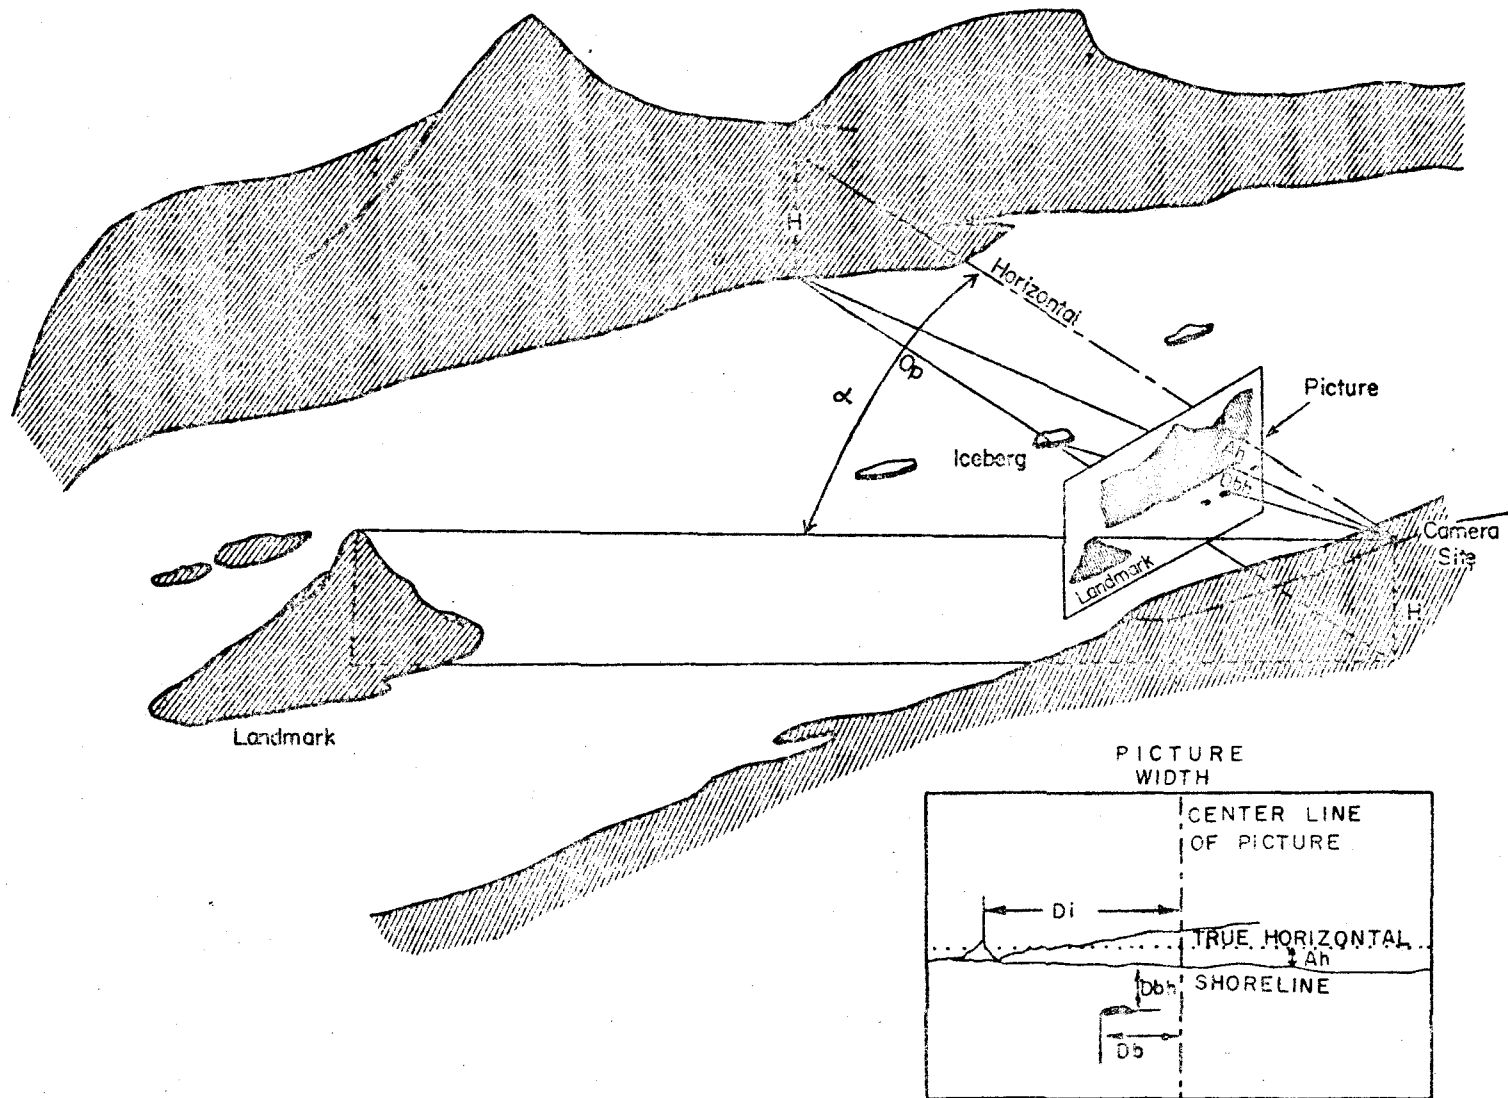 H
Horizontal
Op
α
Picture
Iceberg
Ah
Dbh
Camera
Site
Landmark
H
Landmark
PICTURE
WIDTH
CENTER LINE
OF PICTURE
Di
TRUE HORIZONTAL
Ah
Dbh
SHORELINE
Db